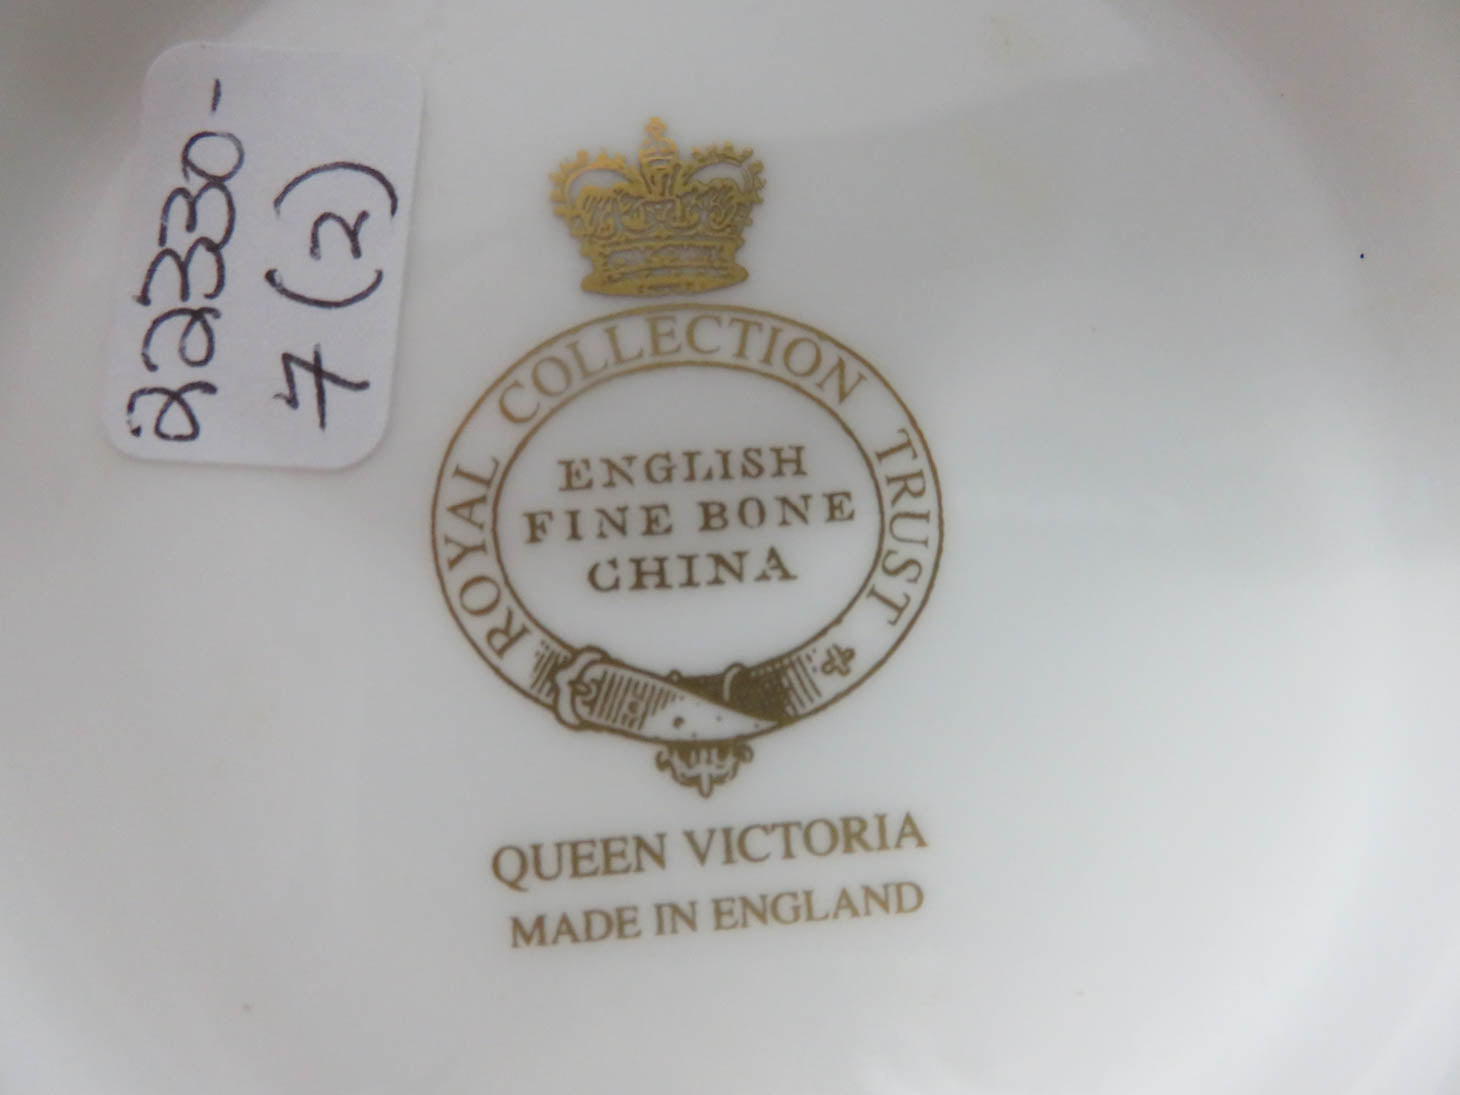 22330-
7 (2)
ROYAL COLLECTION TRUST
ENGLISH
FINE BONE
CHINA
QUEEN VICTORIA
MADE IN ENGLAND